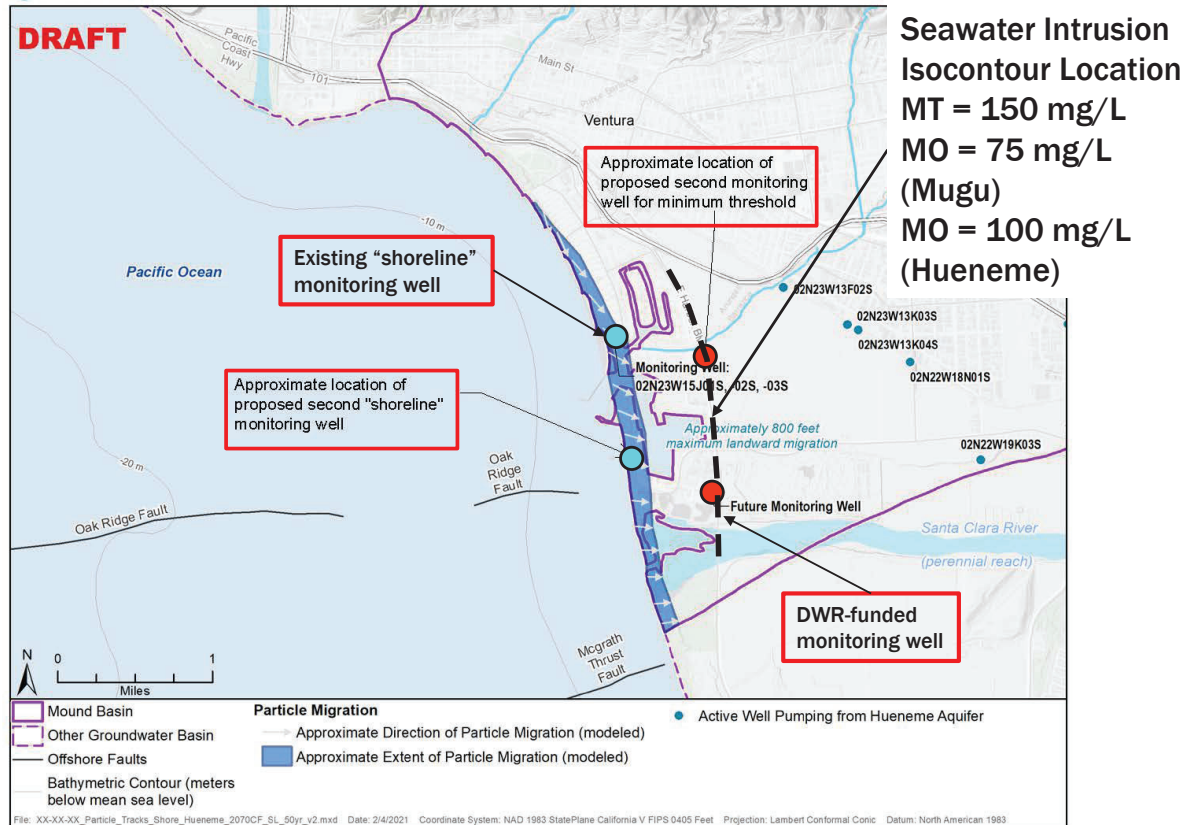 DRAFT
Pacific
Coast
Hwy
101
Main St
Ventura
Seawater Intrusion
Isocontour Location
MT = 150 mg/L
MO = 75 mg/L
(Mugu)
MO = 100 mg/L
(Hueneme)
Approximate location of
proposed second monitoring
well for minimum threshold
-10 m
Pacific Ocean
Existing “shoreline”
monitoring well
02N23W13F02S
02N23W13K03S
02N23W13K04S
02N22W18N01S
Monitoring Well:
02N23W15J01S, -02S, -03S
Approximate location of
proposed second "shoreline"
monitoring well
Approximately 800 feet
maximum landward migration
02N22W19K03S
-20 m
Oak
Ridge
Fault
Oak Ridge Fault
Future Monitoring Well
Santa Clara River
(perennial reach)
DWR-funded
monitoring well
Mcgrath
Thrust
Fault
N
0 1
Miles
Mound Basin
Other Groundwater Basin
Offshore Faults
Bathymetric Contour (meters
below mean sea level)
Particle Migration
Approximate Direction of Particle Migration (modeled)
Approximate Extent of Particle Migration (modeled)
Active Well Pumping from Hueneme Aquifer
File: XX-XX-XX_Particle_Tracks_Shore_Hueneme_2070CF_SL_50yr_v2.mxd Date: 2/4/2021 Coordinate System: NAD 1983 StatePlane California V FIPS 0405 Feet Projection: Lambert Conformal Conic Datum: North American 1983